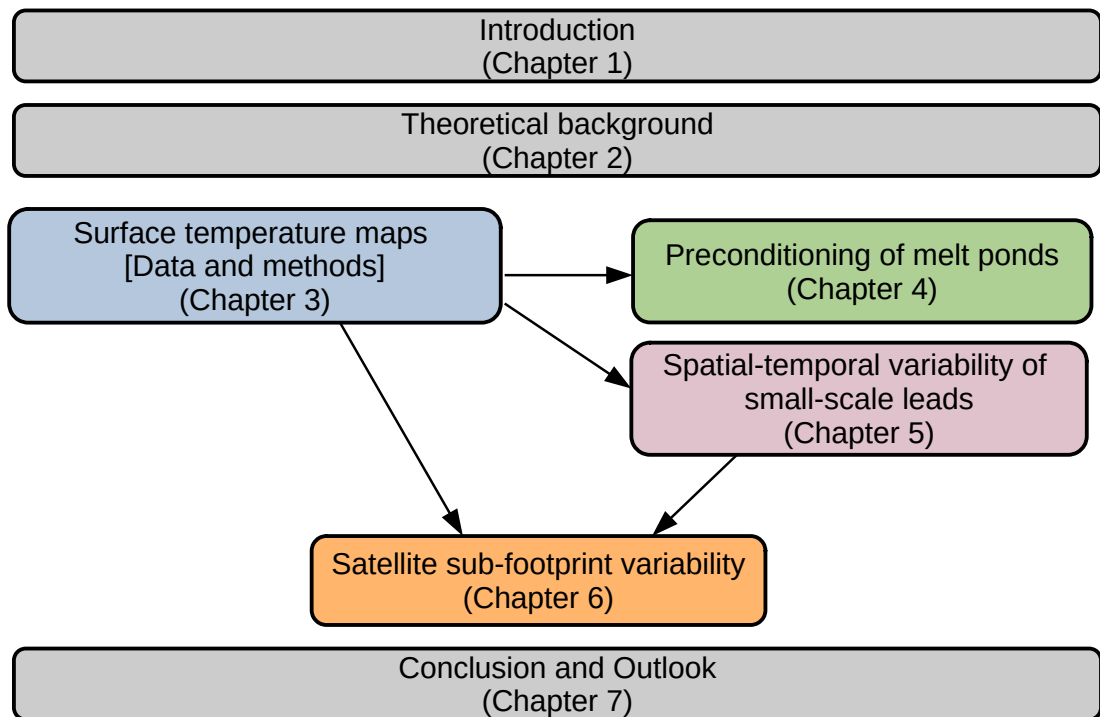 Introduction
(Chapter 1)
Theoretical background
(Chapter 2)
Surface temperature maps
[Data and methods]
(Chapter 3)
Preconditioning of melt ponds
(Chapter 4)
Spatial-temporal variability of
small-scale leads
(Chapter 5)
Satellite sub-footprint variability
(Chapter 6)
Conclusion and Outlook
(Chapter 7)